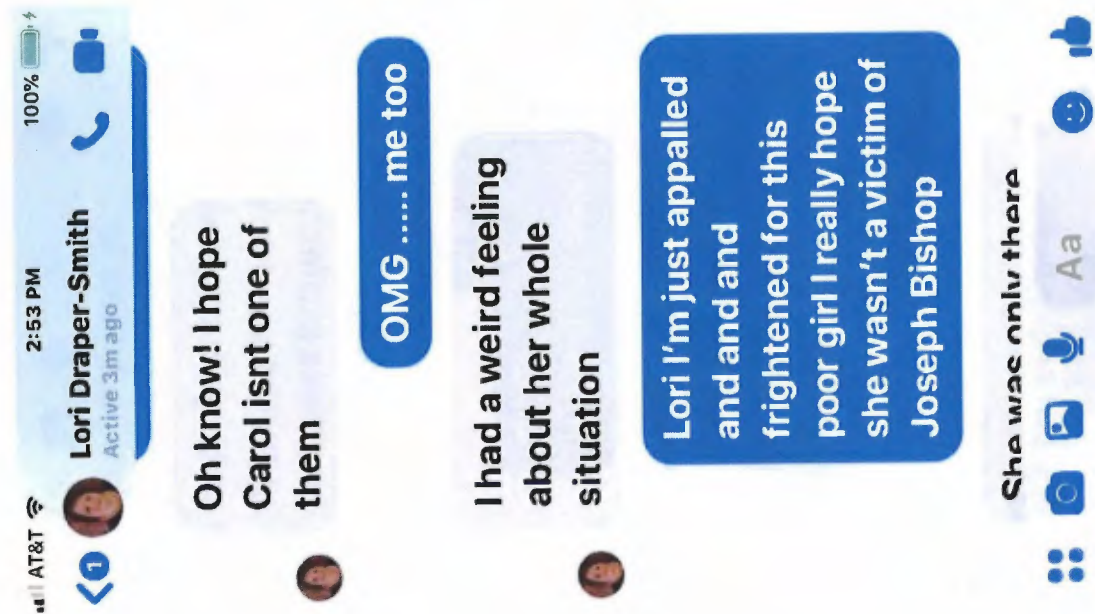 AT&T 2:53 PM 100%
1 Lori Draper-Smith
Active 3m ago
Oh know! I hope
Carol isnt one of
them
OMG ..... me too
I had a weird feeling
about her whole
situation
Lori I'm just appalled
and and and
frightened for this
poor girl I really hope
she wasn't a victim of
Joseph Bishop
She was only there
Aa